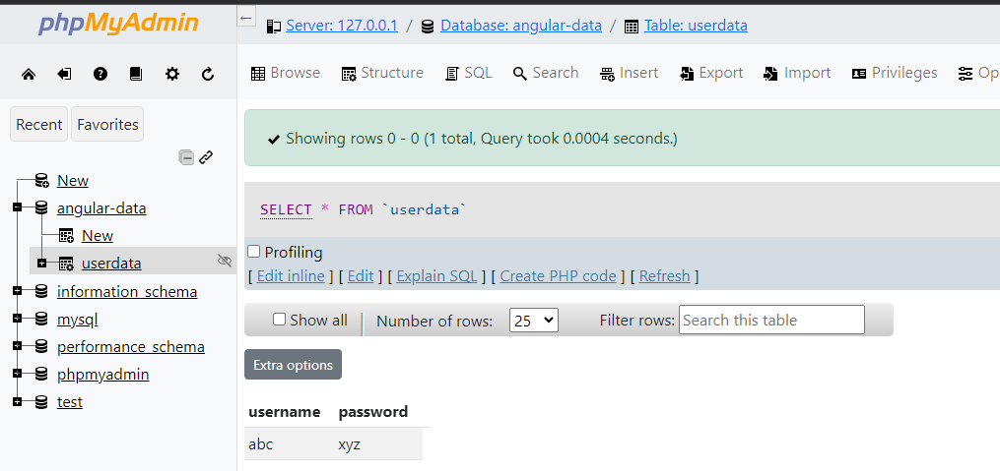 phpMyAdmin
Recent Favorites
New
angular-data
New
userdata
information_schema
mysql
performance_schema
phpmyadmin
test
← Server: 127.0.0.1 / Database: angular-data / Table: userdata
Browse Structure SQL Search Insert Export Import Privileges Op
Showing rows 0 - 0 (1 total, Query took 0.0004 seconds.)
SELECT * FROM `userdata`
Profiling
[ Edit inline ] [ Edit ] [ Explain SQL ] [ Create PHP code ] [ Refresh ]
Show all Number of rows: 25 Filter rows: Search this table
Extra options
username password
abc xyz